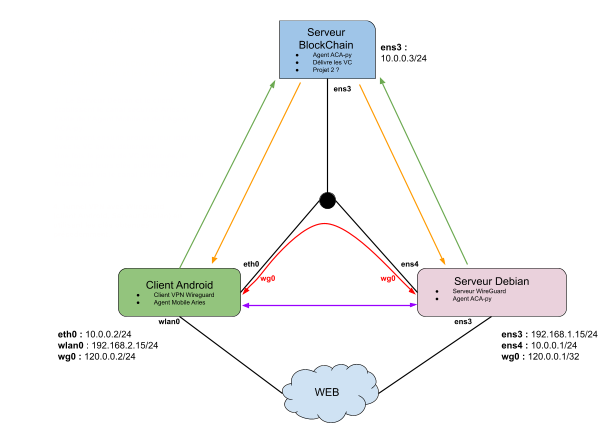 Serveur
BlockChain
● Agent ACA-py
● Délivre les VC
● Projet 2 ?
ens3 :
10.0.0.3/24
ens3
eth0
ens4
wg0
wg0
Client Android
● Client VPN Wireguard
● Agent Mobile Aries
wlan0
Serveur Debian
● Serveur WireGuard
● Agent ACA-py
ens3
eth0 : 10.0.0.2/24
wlan0 : 192.168.2.15/24
wg0 : 120.0.0.2/24
ens3 : 192.168.1.15/24
ens4 : 10.0.0.1/24
wg0 : 120.0.0.1/32
WEB